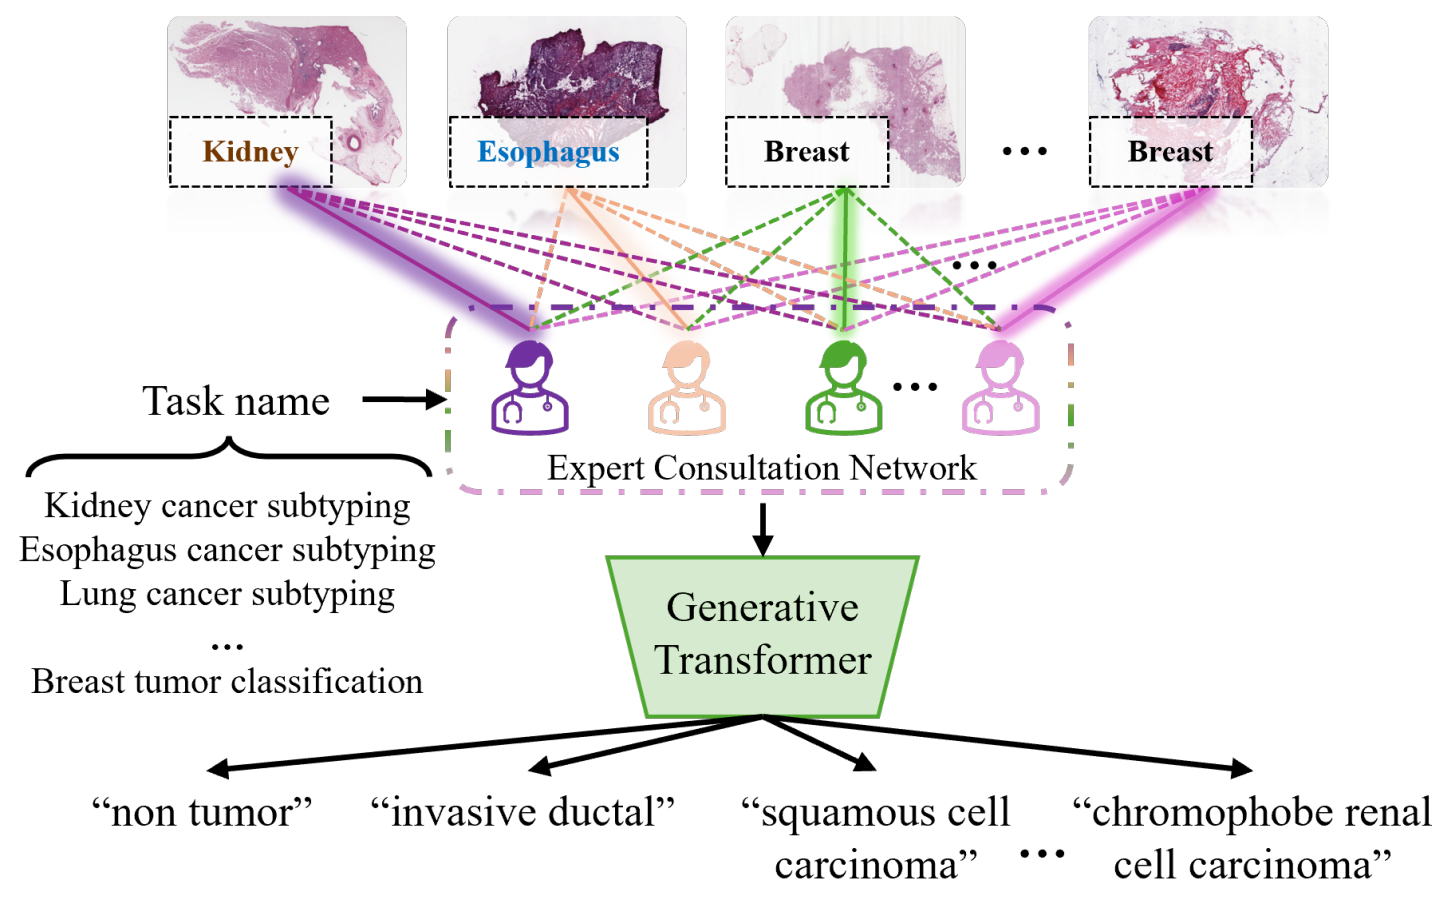 Kidney
Esophagus
Breast
...
Breast
...
...
Task name
Expert Consultation Network
Kidney cancer subtyping
Esophagus cancer subtyping
Lung cancer subtyping
...
Breast tumor classification
Generative
Transformer
“non tumor”
“invasive ductal”
“squamous cell
carcinoma”
...
“chromophobe renal
cell carcinoma”